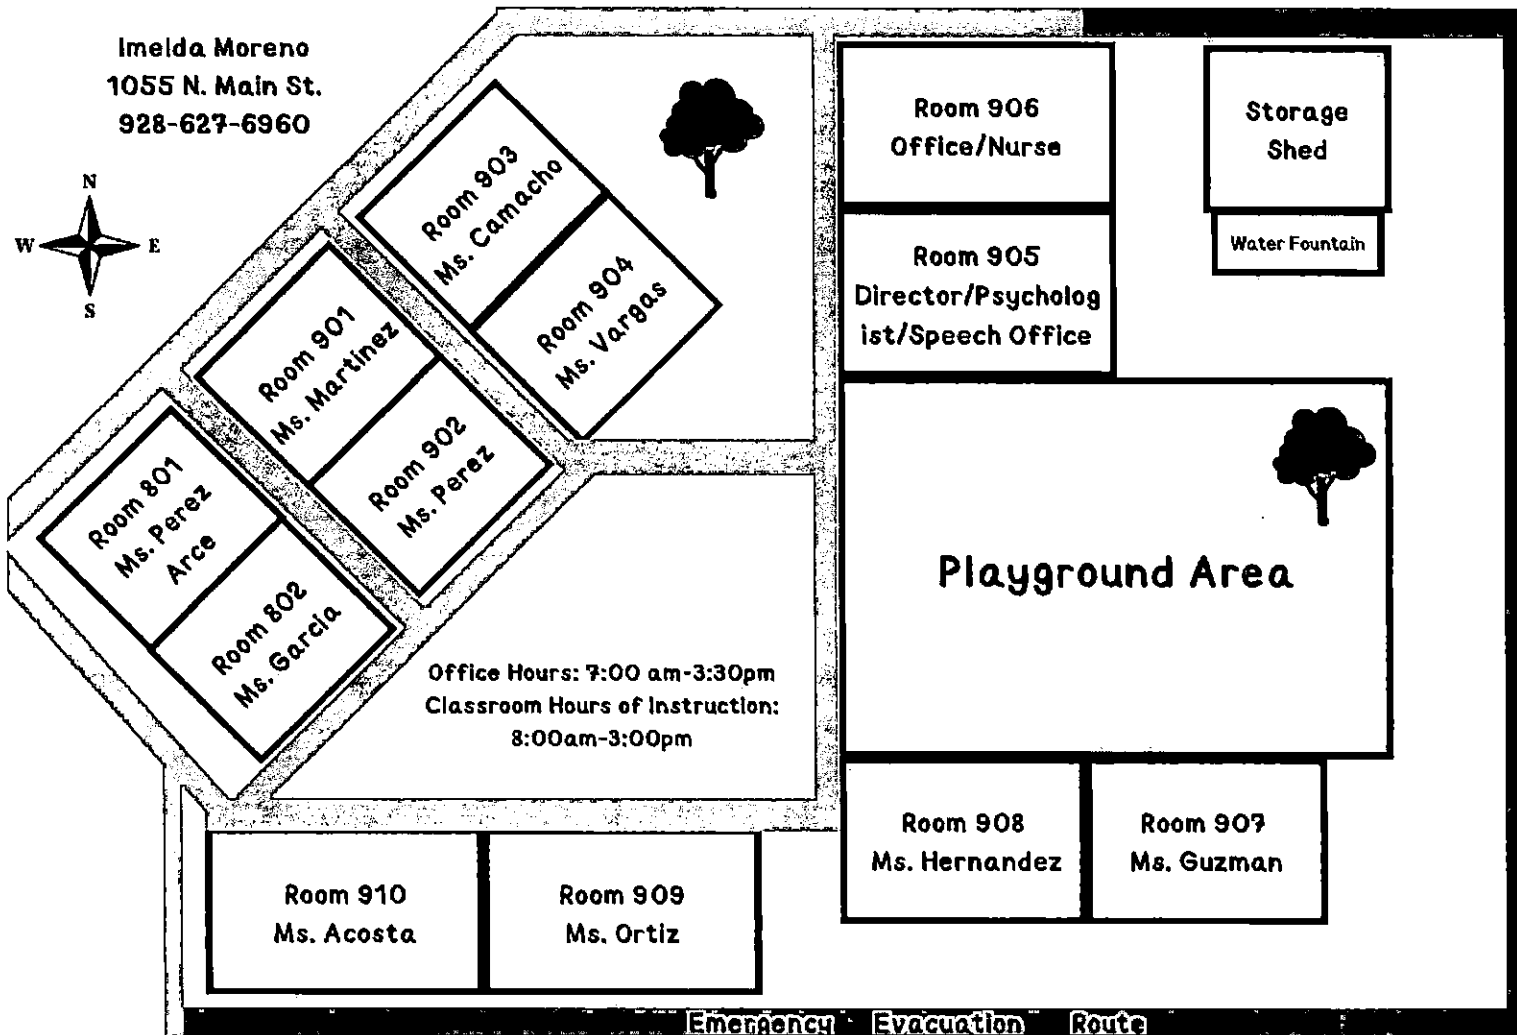 Imelda Moreno
1055 N. Main St.
928-627-6960
N
W E
S
Room 903
Ms. Camacho
Room 904
Ms. Vargas
Room 901
Ms. Martinez
Room 902
Ms. Perez
Room 801
Ms. Perez
Arce
Room 802
Ms. Garcia
Room 906
Office/Nurse
Storage
Shed
Water Fountain
Room 905
Director/Psycholog
ist/Speech Office
Playground Area
Office Hours: 7:00 am-3:30pm
Classroom Hours of Instruction:
8:00am-3:00pm
Room 908
Ms. Hernandez
Room 907
Ms. Guzman
Room 910
Ms. Acosta
Room 909
Ms. Ortiz
Emergency Evacuation Route